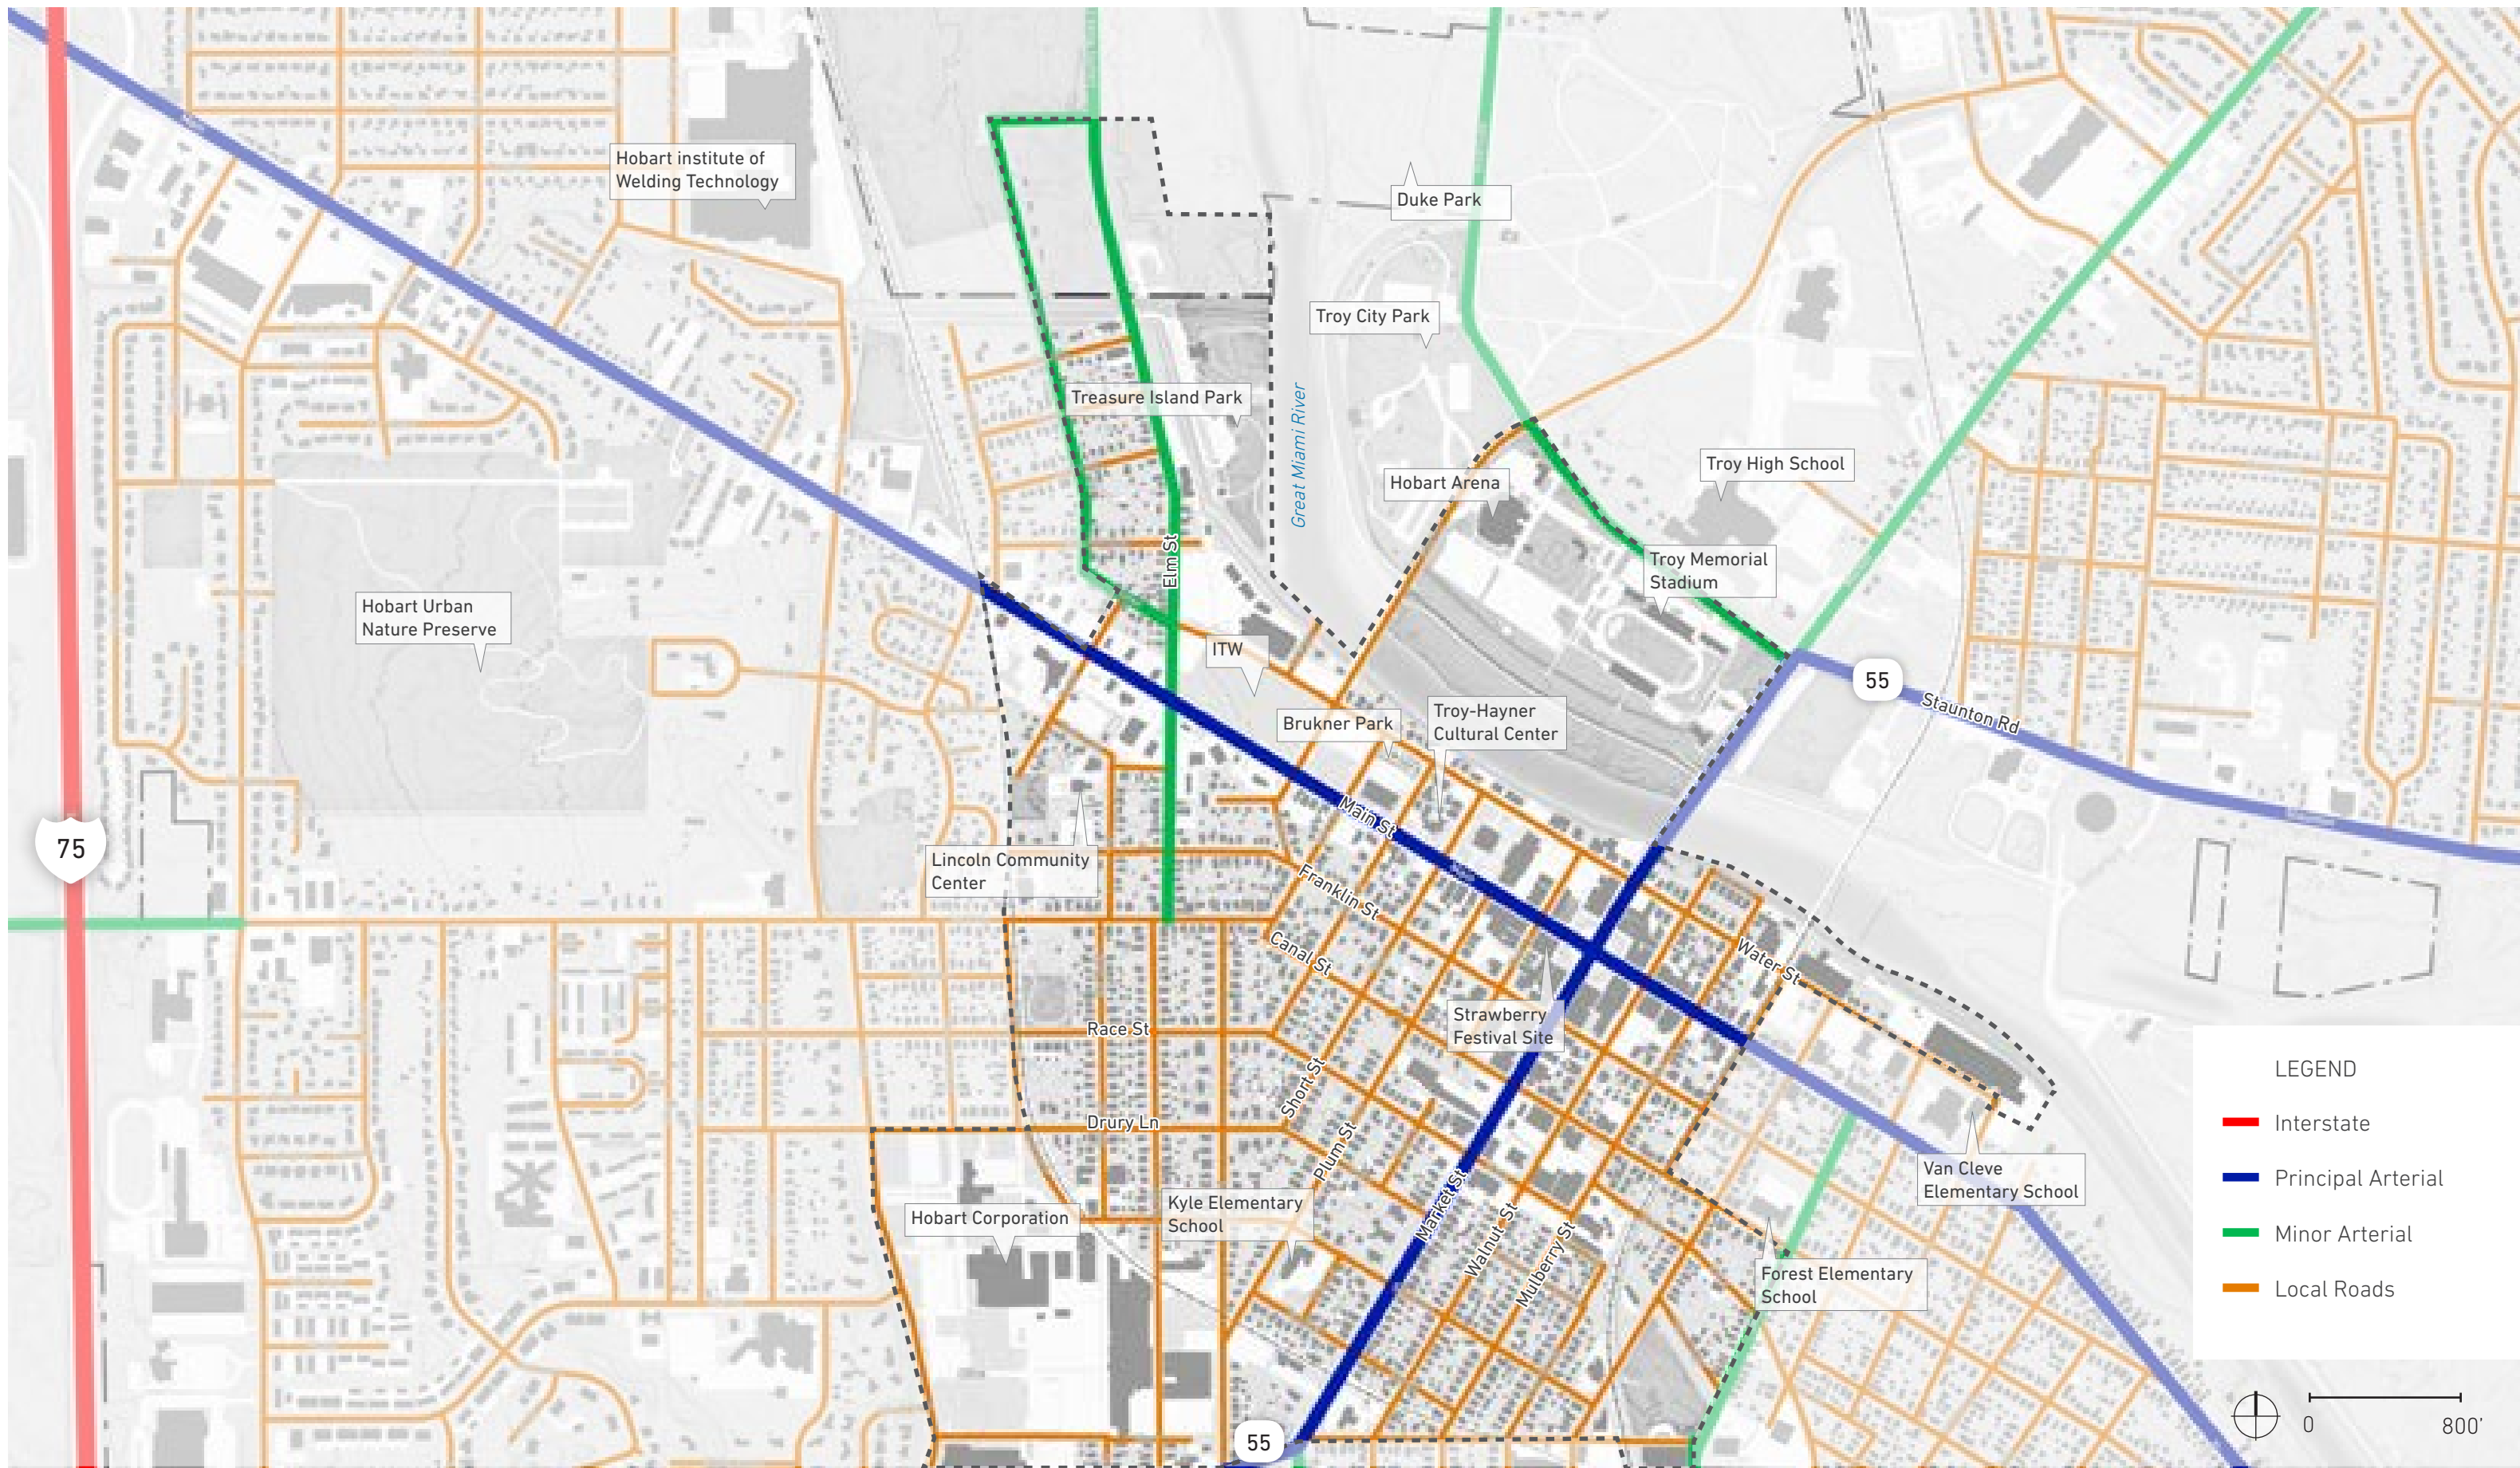 Hobart institute of
Welding Technology
Duke Park
Troy City Park
Treasure Island Park
Great Miami River
Hobart Arena
Troy High School
Elm St
Troy Memorial
Stadium
Hobart Urban
Nature Preserve
ITW
55
Staunton Rd
Brukner Park
Troy-Hayner
Cultural Center
Main St
75
Lincoln Community
Center
Franklin St
Canal St
Water St
Strawberry
Festival Site
Race St
Short St
Drury Ln
Plum St
Market St
Walnut St
Mulberry St
Kyle Elementary
School
Hobart Corporation
Van Cleve
Elementary School
Forest Elementary
School
55
LEGEND
Interstate
Principal Arterial
Minor Arterial
Local Roads
0
800'